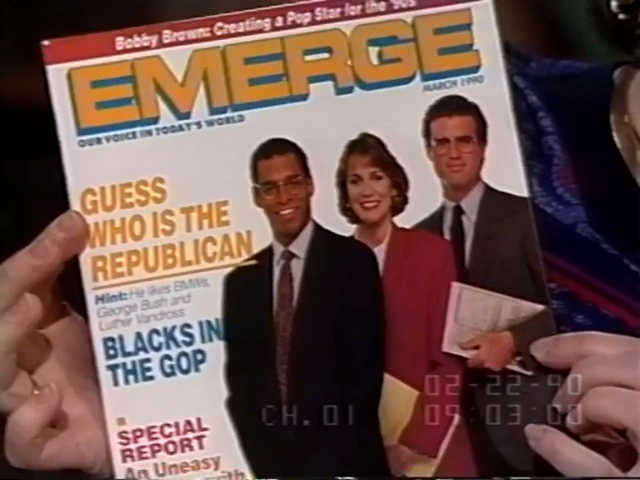 Bobby Brown: Creating a Pop Star for the '90s
EMERGE
MARCH 1990
OUR VOICE IN TODAY'S WORLD
GUESS
WHO IS THE
REPUBLICAN
Hint: He likes BMWs,
George Bush and
Luther Vandross
BLACKS IN
THE GOP
SPECIAL
REPORT
An Uneasy
with
02-22-90
CH.01 09:03:00